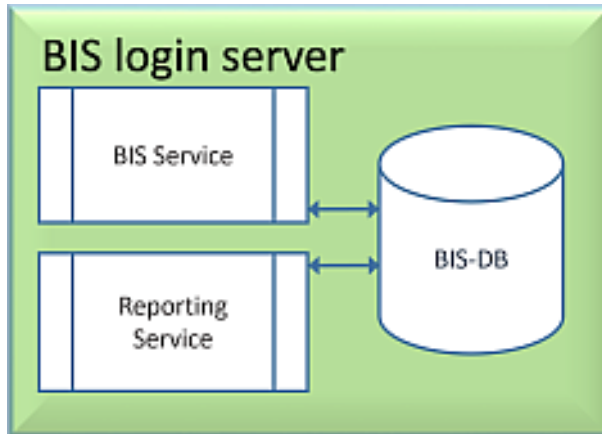 BIS login server
BIS Service
BIS-DB
Reporting
Service